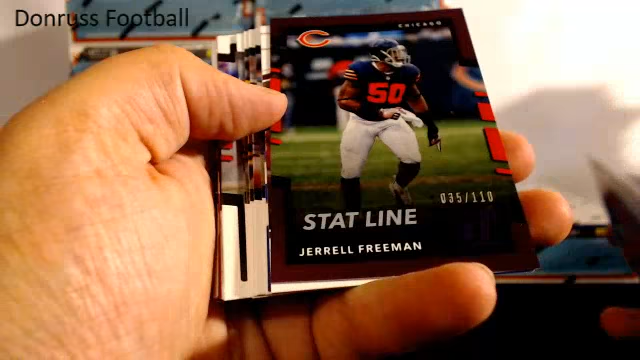 Donruss Football
CHICAGO
50
035/110
STAT LINE
JERRELL FREEMAN